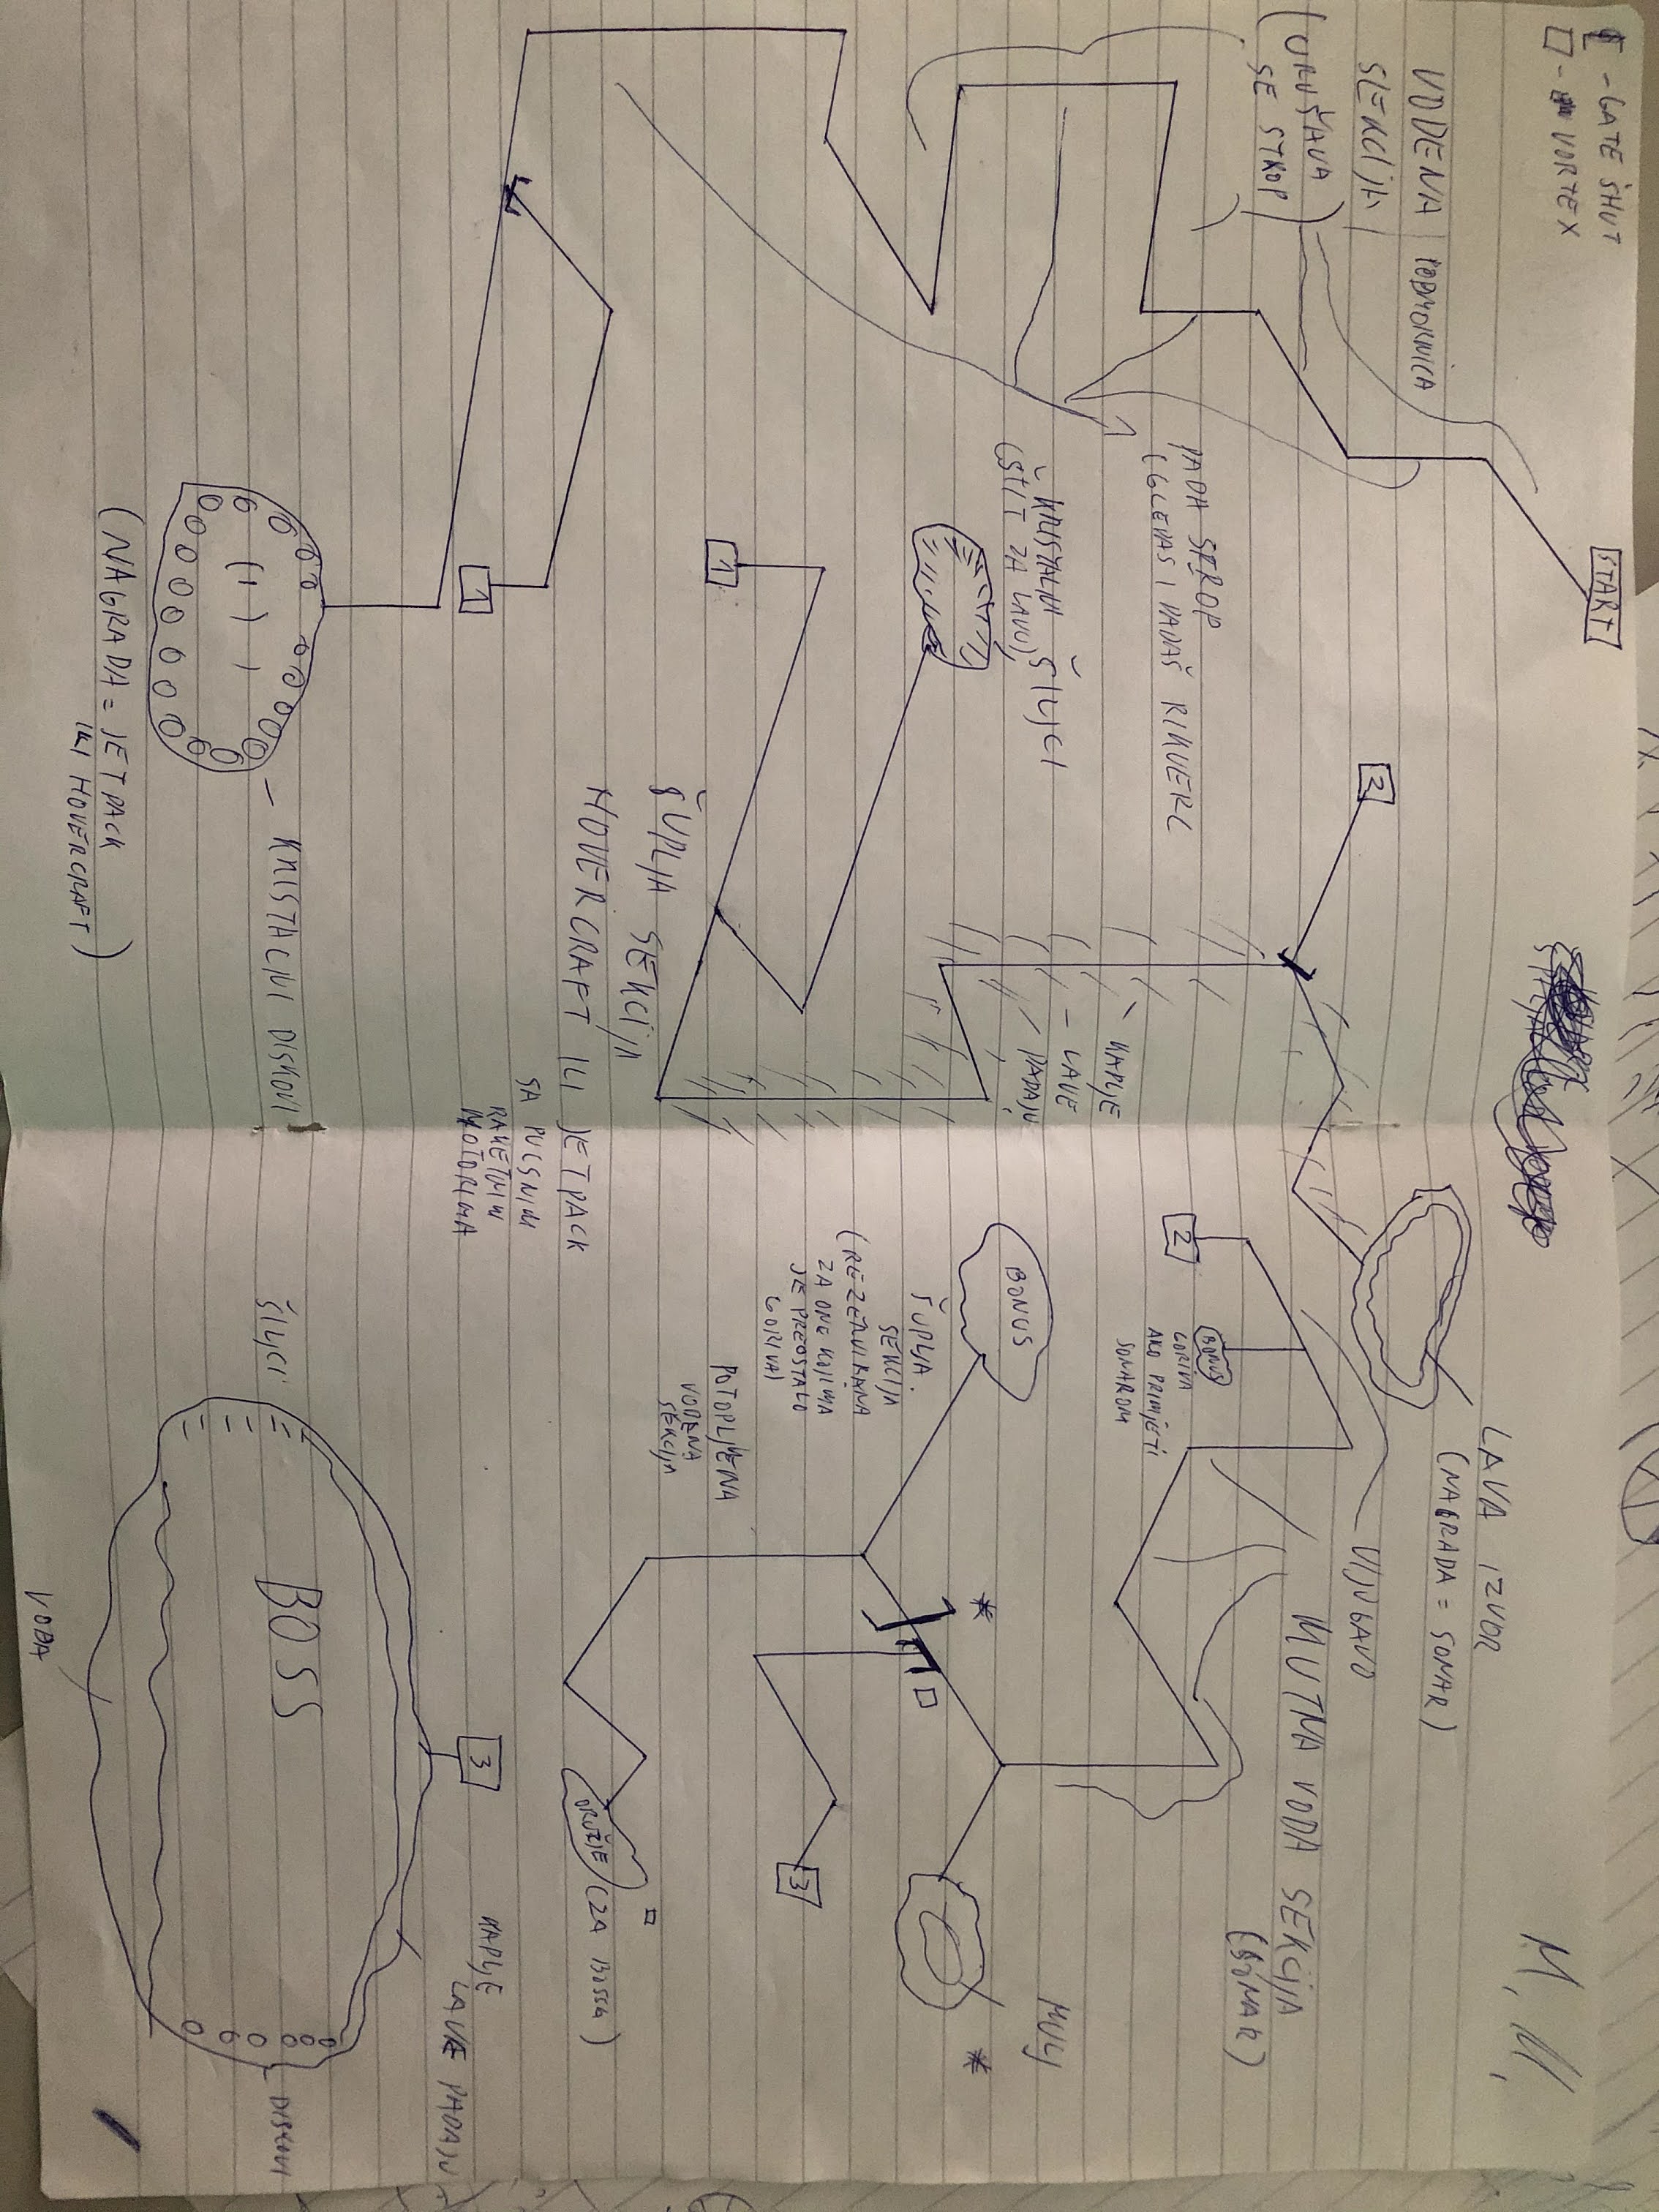 - GATE SHUT
□ - VORTEX
START
M. M.
VODENA | PODMORNICA
SEKCIJA
(URUŠAVA
SE STROP)
PADA STROP
(GLEDAŠ I PADAŠ RIKVERC
KRISTALNI ŠILJCI
(ŠTIT ZA LAVU)
2
KAPLJE
LAVE
PADAJU
1
ŠUPLJA SEKCIJA
HOVERCRAFT ILI JETPACK
SA PULSNIM
RAKETNIM
MOTORIMA
1
KRISTALNI DISKOVI
(NAGRADA = JETPACK
ILI HOVERCRAFT)
LAVA IZVOR
(NAGRADA = SONAR)
VIJUGAVO
MUTNA VODA SEKCIJA
(SONAR)
2
BONUS
GORIVA
AKO PRIMJETI
SONAROM
MULJ
*
*
BONUS
ŠUPLJA
SEKCIJA
(REZERVIRANA
ZA ONE KOJIMA
JE PREOSTALO
GORIVA)
3
POTOPLJENA
VODENA
SEKCIJA
ORUŽJE (ZA BOSSA)
3
KAPLJE
LAVE PADAJU
BOSS
ŠILJCI
DISKOVI
VODA